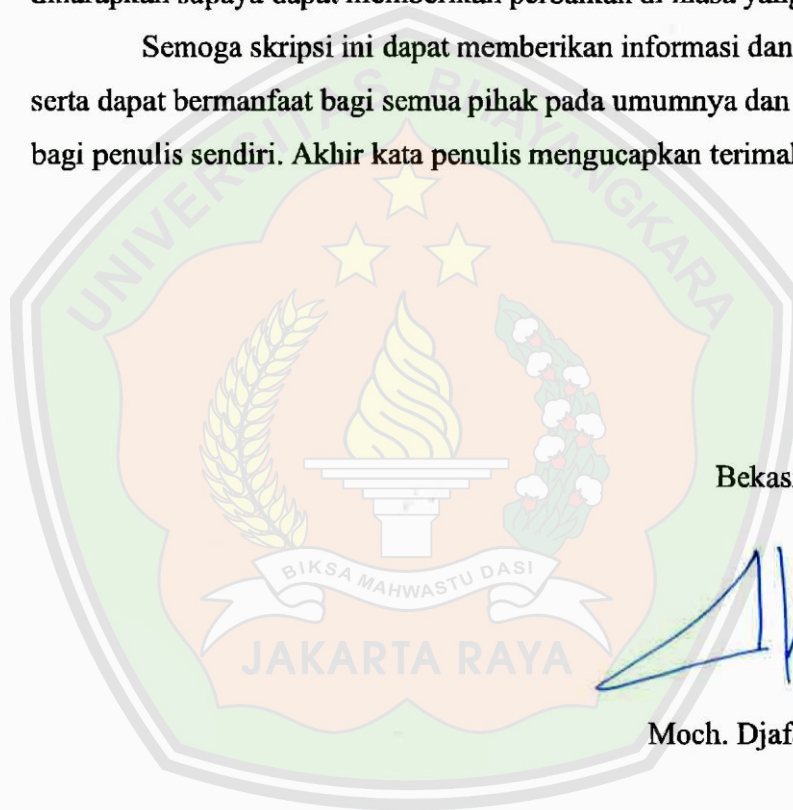 Semoga skripsi ini dapat memberikan informasi dan
serta dapat bermanfaat bagi semua pihak pada umumnya dan
bagi penulis sendiri. Akhir kata penulis mengucapkan
UNIVERSITAS BHAYANGKARA
BIKSA MAHWASTU DASI
JAKARTA RAYA
Bekas
Moch. Djaf